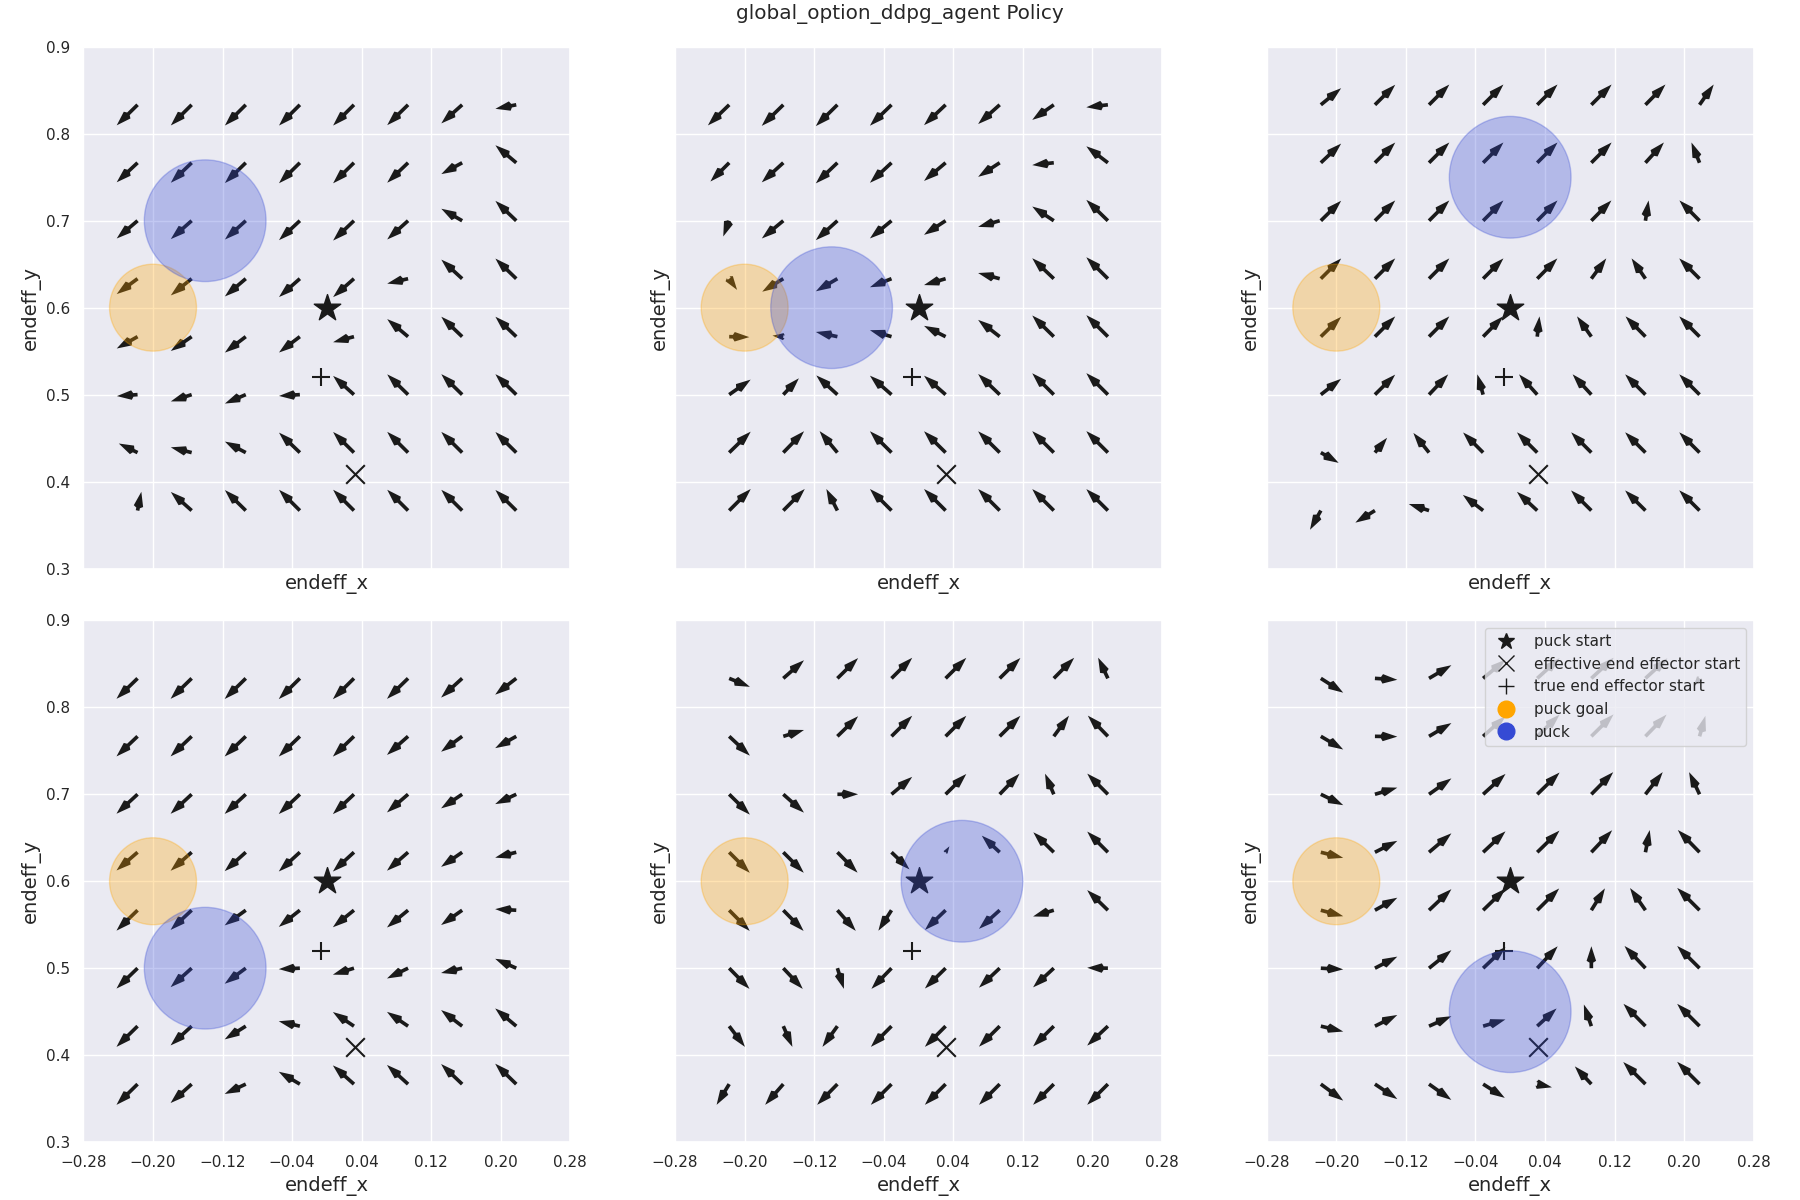 global_option_ddpg_agent Policy
0.9
0.8
0.7
0.6
0.5
0.4
0.3
endeff_y
endeff_x
endeff_y
endeff_x
endeff_y
endeff_x
0.9
0.8
0.7
0.6
0.5
0.4
0.3
endeff_y
−0.28 −0.20 −0.12 −0.04 0.04 0.12 0.20 0.28
endeff_x
endeff_y
−0.28 −0.20 −0.12 −0.04 0.04 0.12 0.20 0.28
endeff_x
endeff_y
puck start
effective end effector start
true end effector start
puck goal
puck
−0.28 −0.20 −0.12 −0.04 0.04 0.12 0.20 0.28
endeff_x